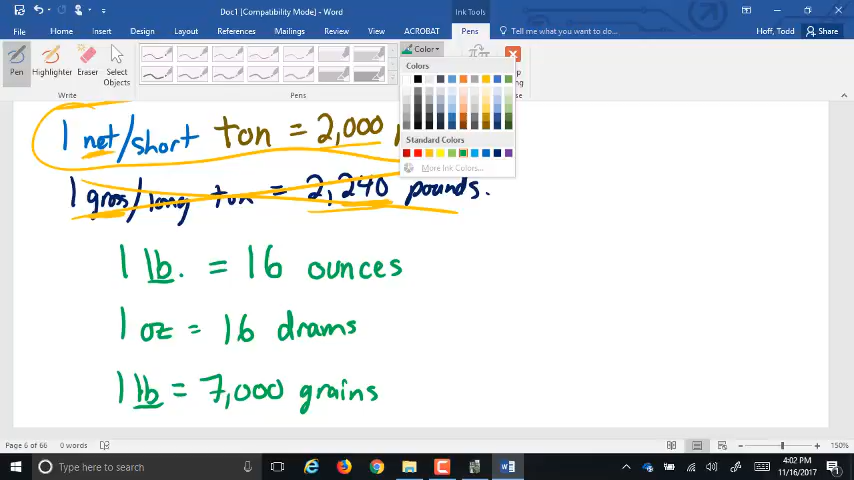 Doc1 [Compatibility Mode] - Word
Ink Tools
Hoff, Todd
File Home Insert Design Layout References Mailings Review View ACROBAT Pens Tell me what you want to do... Share
Pen Highlighter Eraser Select Objects
Color
Write Pens
Colors
Standard Colors
More Ink Colors...
1 net/short ton = 2,000
1 gross/long ton = 2,240 pounds.
1 lb. = 16 ounces
1 oz = 16 drams
1 lb = 7,000 grains
Page 6 of 66 0 words 150%
Type here to search
4:02 PM
11/16/2017